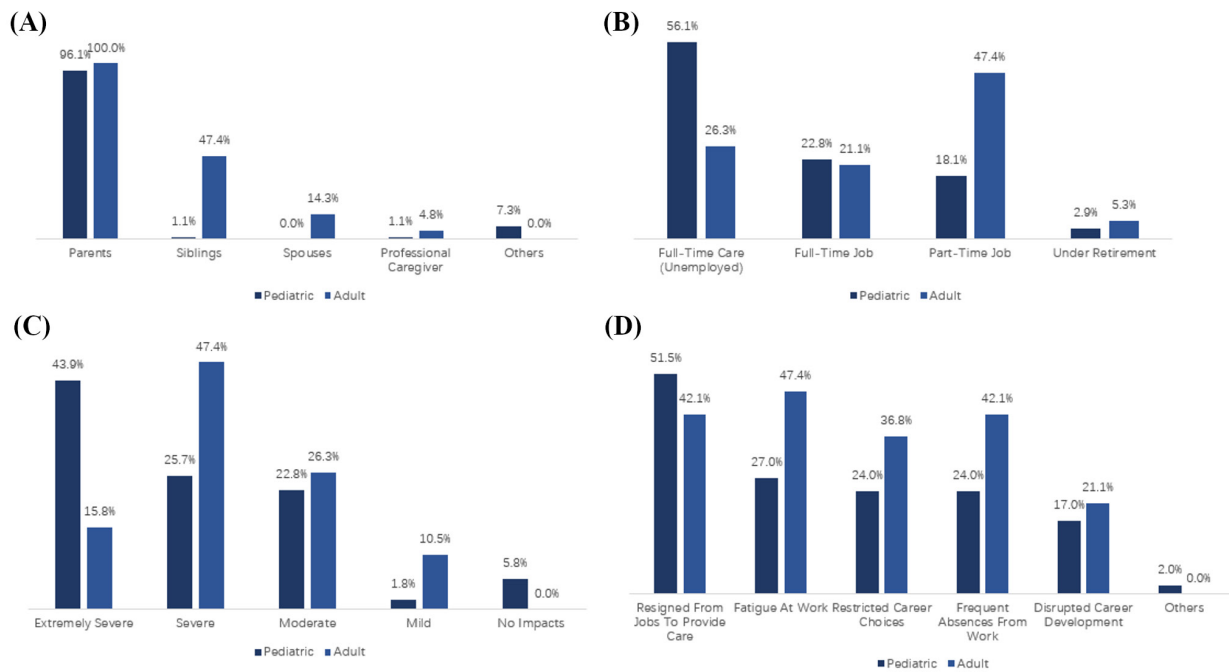 (A)
96.1%
100.0%
1.1%
47.4%
0.0%
14.3%
1.1%
4.8%
7.3%
0.0%
Parents
Siblings
Spouses
Professional
Caregiver
Others
Pediatric
Adult
(B)
56.1%
26.3%
22.8%
21.1%
18.1%
47.4%
2.9%
5.3%
Full-Time Care
(Unemployed)
Full-Time Job
Part-Time Job
Under Retirement
Pediatric
Adult
(C)
43.9%
15.8%
25.7%
47.4%
22.8%
26.3%
1.8%
10.5%
5.8%
0.0%
Extremely Severe
Severe
Moderate
Mild
No Impacts
Pediatric
Adult
(D)
51.5%
42.1%
27.0%
47.4%
24.0%
36.8%
24.0%
42.1%
17.0%
21.1%
2.0%
0.0%
Resigned From
Jobs To Provide
Care
Fatigue At Work
Restricted Career
Choices
Frequent
Absences From
Work
Disrupted Career
Development
Others
Pediatric
Adult